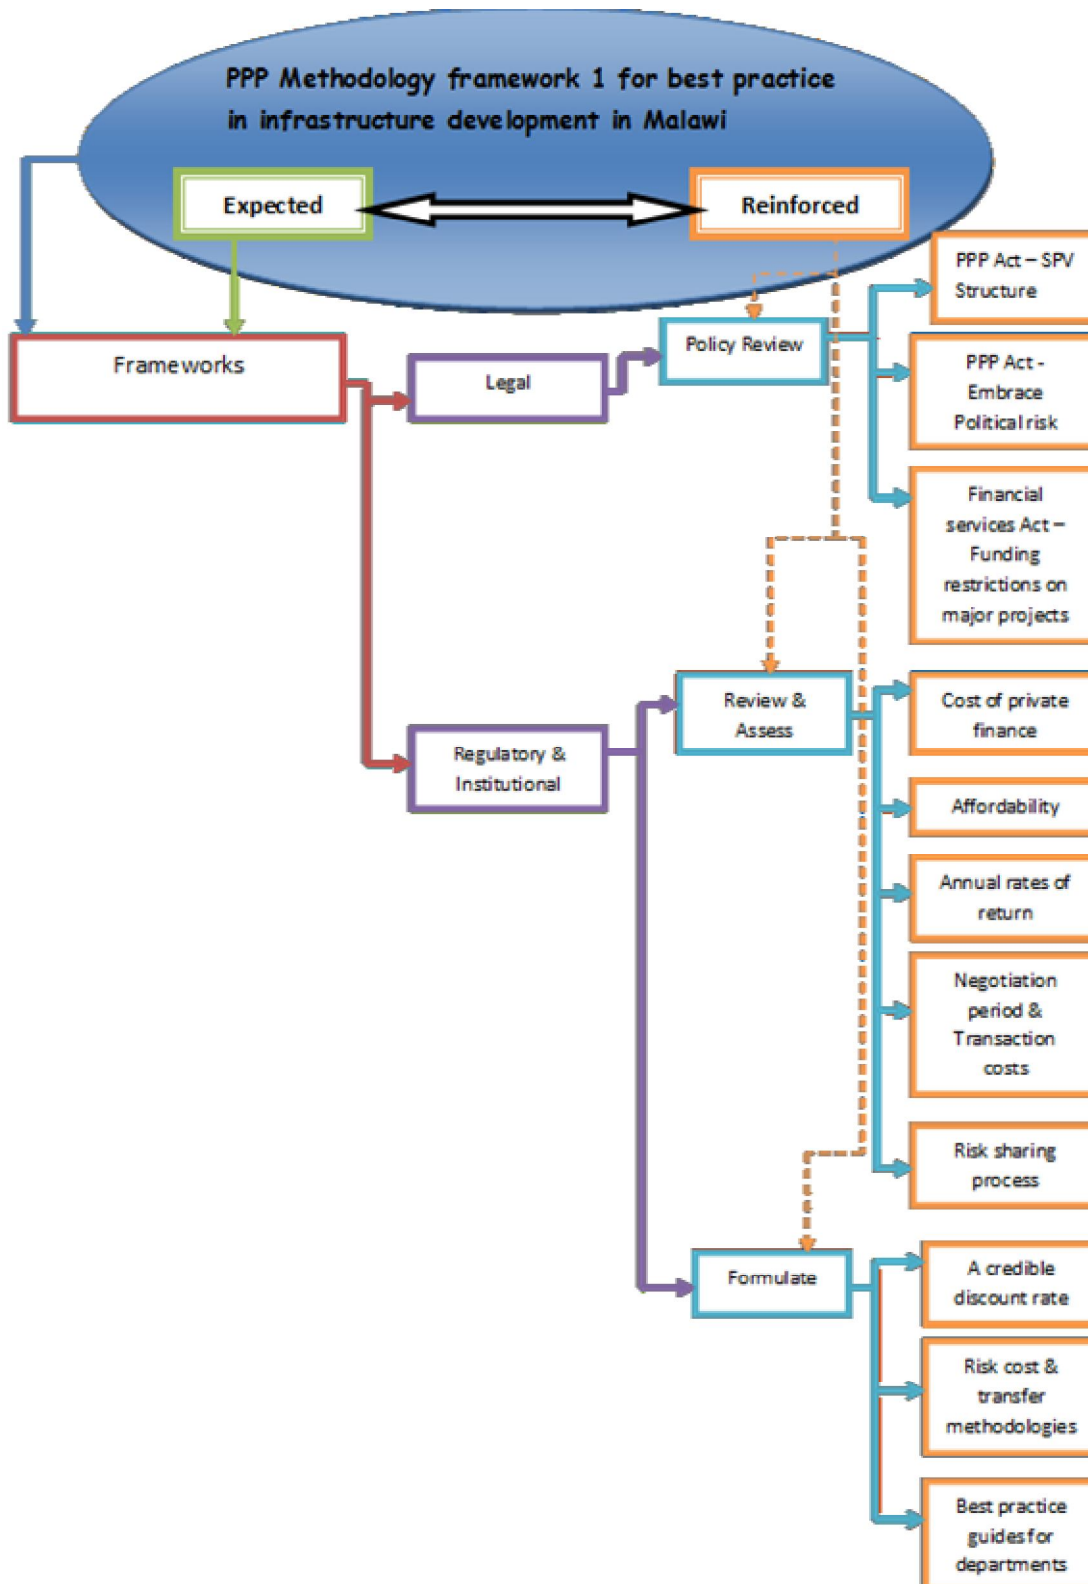 PPP Methodology framework 1 for best practice
in infrastructure development in Malawi
Expected
Reinforced
PPP Act – SPV
Structure
Frameworks
Policy Review
Legal
PPP Act -
Embrace
Political risk
Financial
services Act –
Funding
restrictions on
major projects
Review &
Assess
Cost of private
finance
Regulatory &
Institutional
Affordability
Annual rates of
return
Negotiation
period &
Transaction
costs
Risk sharing
process
Formulate
A credible
discount rate
Risk cost &
transfer
methodologies
Best practice
guides for
departments